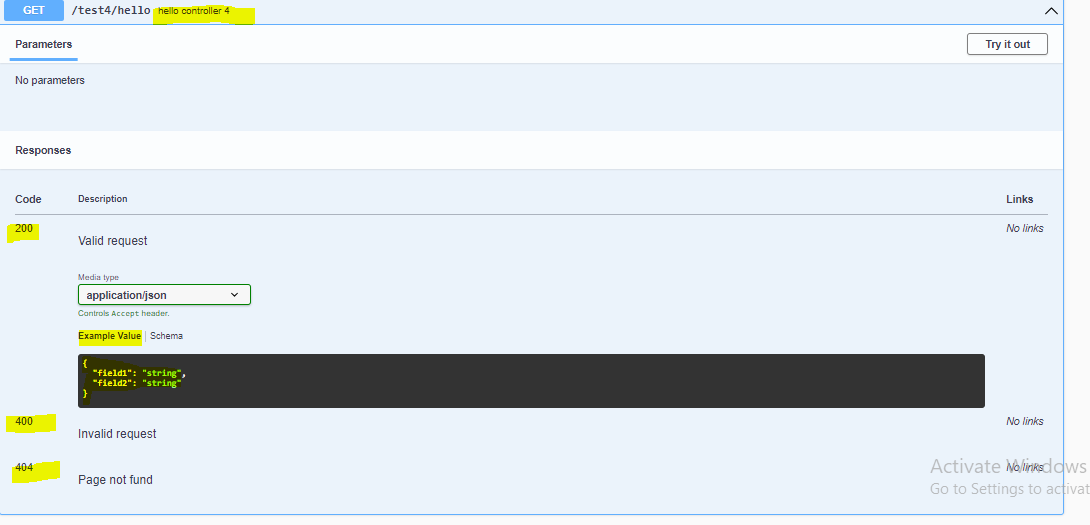 GET /test4/hello hello controller 4
Parameters Try it out
No parameters
Responses
Code Description Links
200 No links
Valid request
Media type
application/json
Controls Accept header.
Example Value | Schema
{
"field1": "string",
"field2": "string"
}
400 No links
Invalid request
404 No links
Page not fund
Activate Windows
Go to Settings to activat